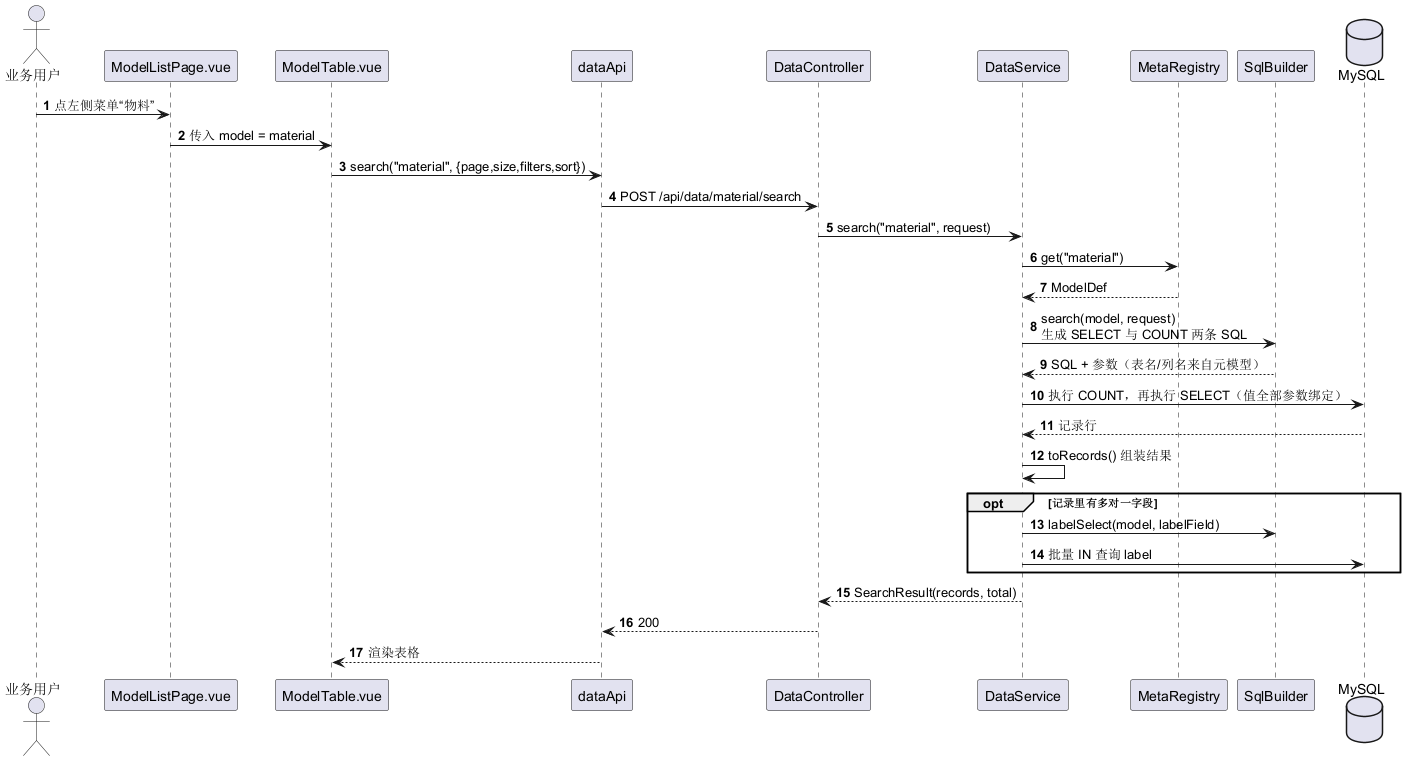 业务用户
ModelListPage.vue
ModelTable.vue
dataApi
DataController
DataService
MetaRegistry
SqlBuilder
MySQL
1 点左侧菜单“物料”
2 传入 model = material
3 search("material", {page,size,filters,sort})
4 POST /api/data/material/search
5 search("material", request)
6 get("material")
7 ModelDef
8 search(model, request)
生成 SELECT 与 COUNT 两条 SQL
9 SQL + 参数（表名/列名来自元模型）
10 执行 COUNT，再执行 SELECT（值全部参数绑定）
11 记录行
12 toRecords() 组装结果
opt [记录里有多对一字段]
13 labelSelect(model, labelField)
14 批量 IN 查询 label
15 SearchResult(records, total)
16 200
17 渲染表格
业务用户
ModelListPage.vue
ModelTable.vue
dataApi
DataController
DataService
MetaRegistry
SqlBuilder
MySQL